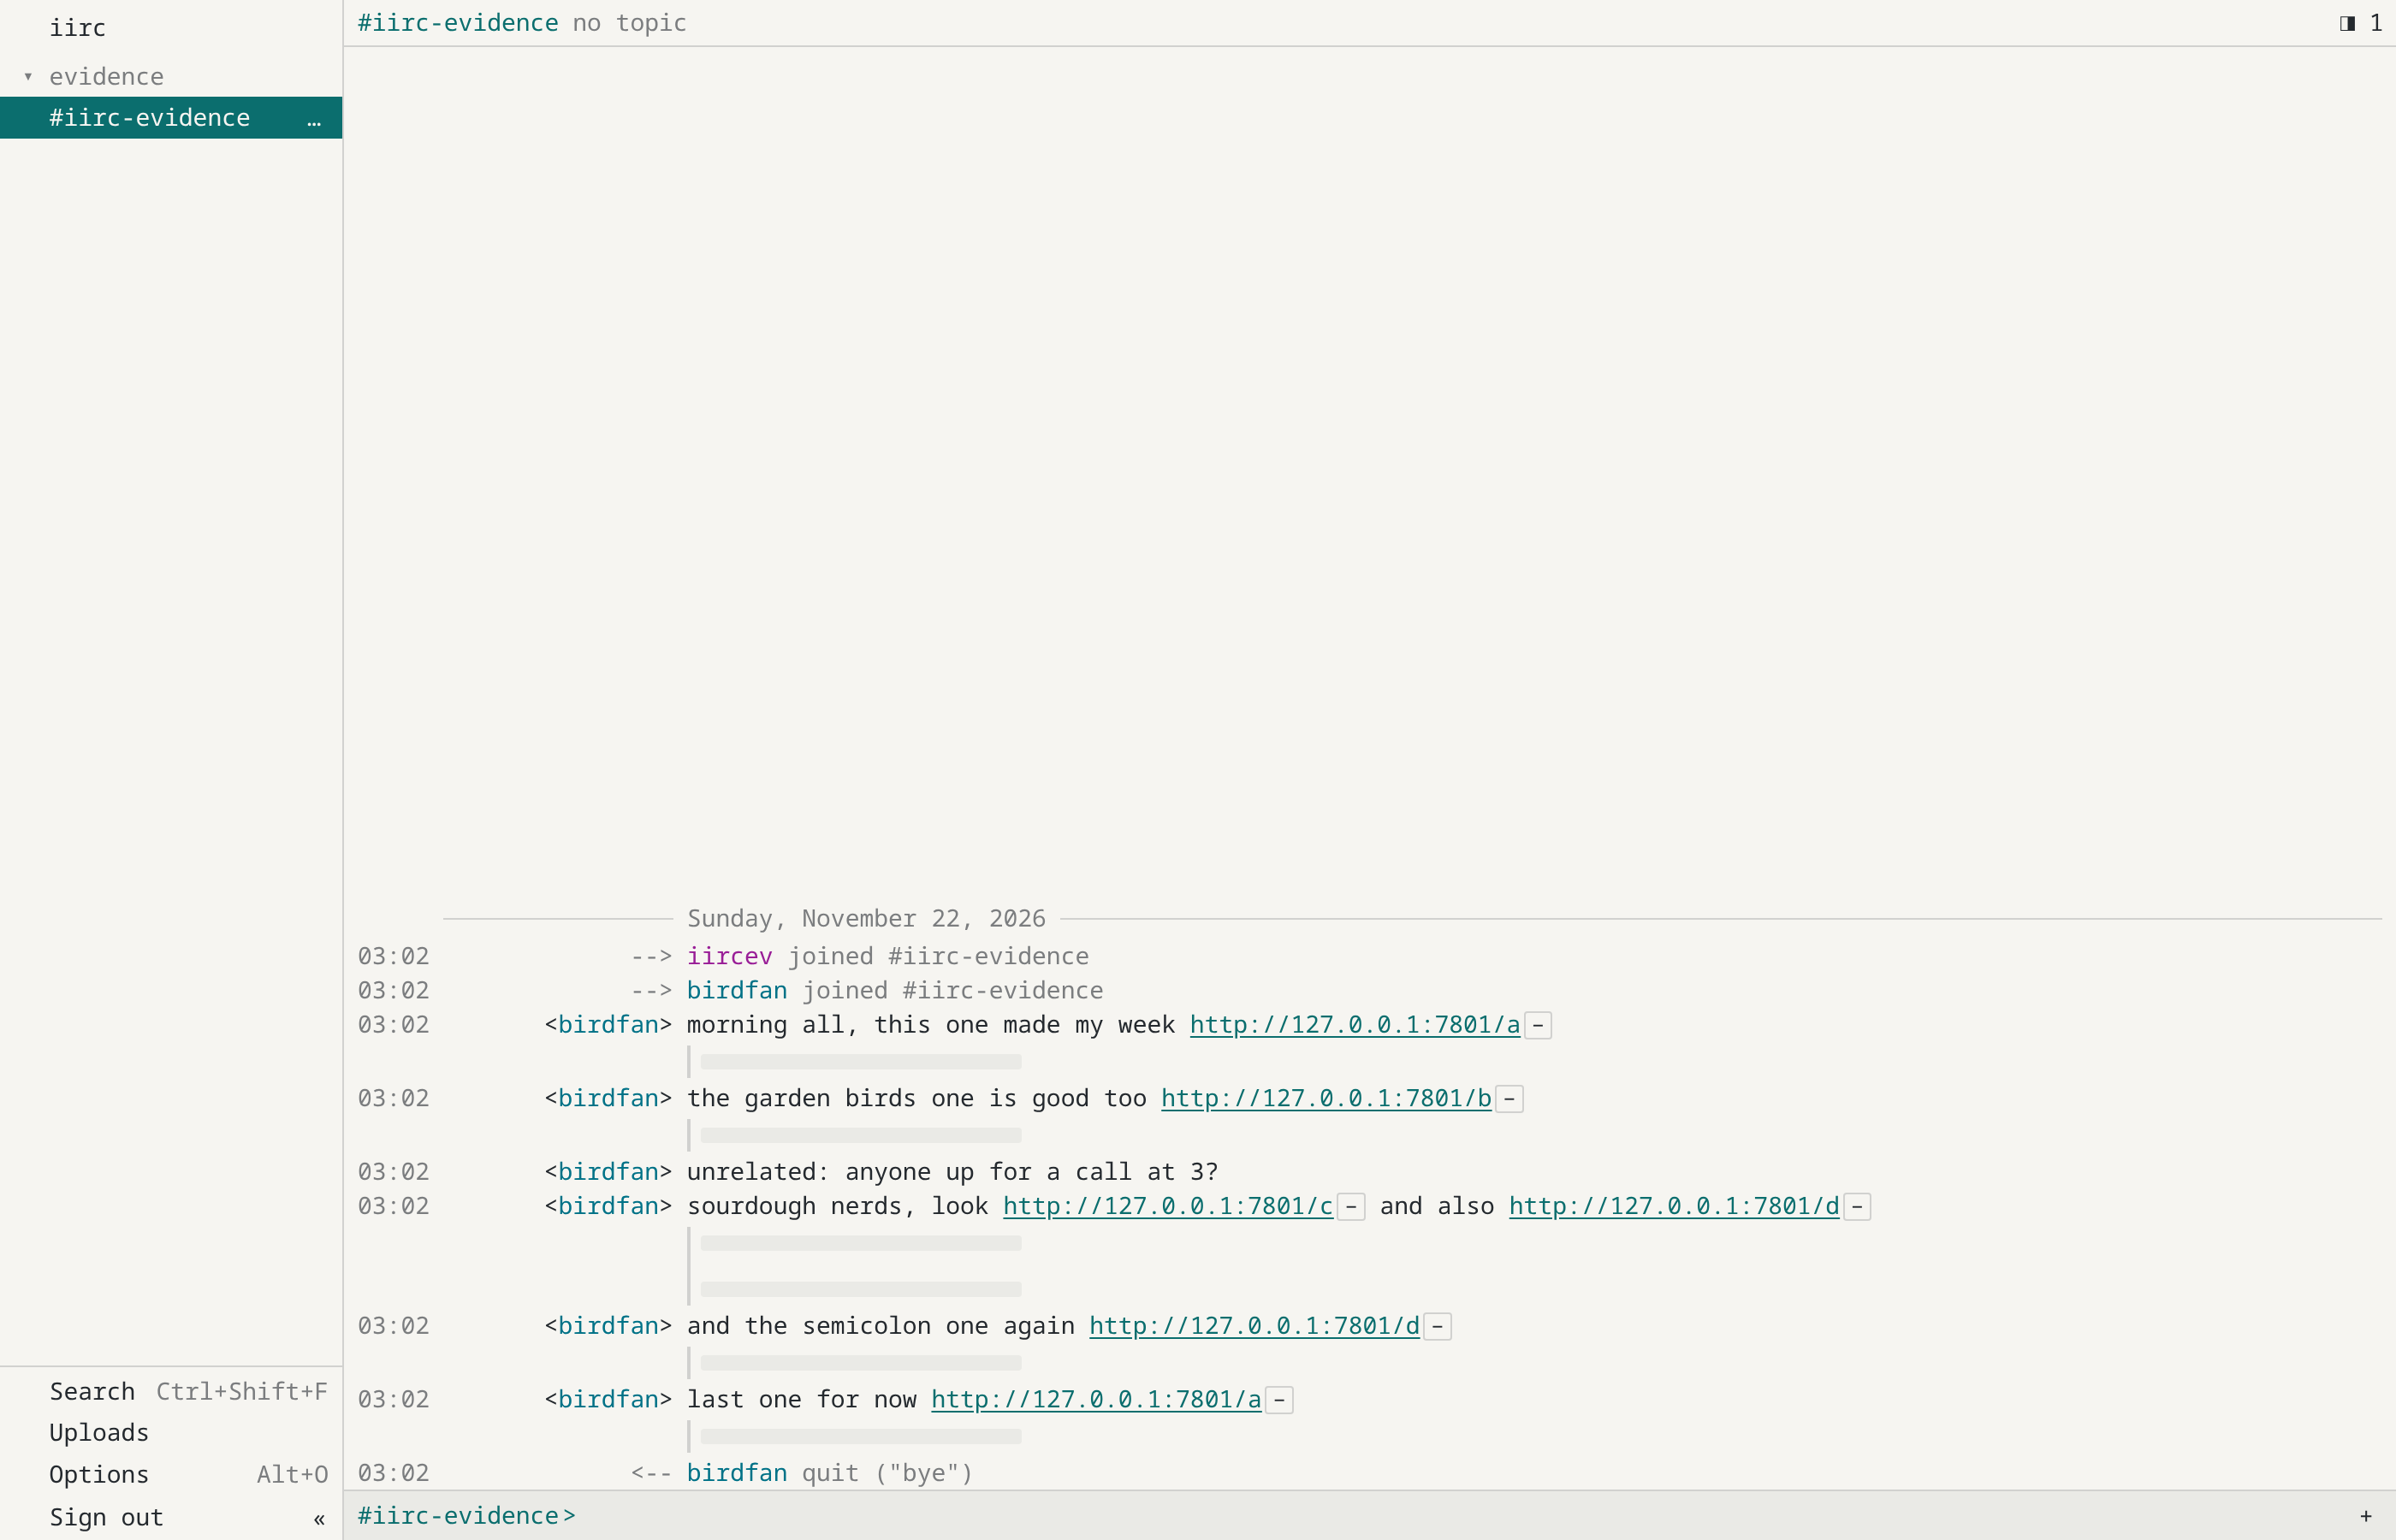 iirc
▾ evidence
#iirc-evidence …
Search Ctrl+Shift+F
Uploads
Options Alt+O
Sign out «
#iirc-evidence no topic ◨ 1
Sunday, November 22, 2026
03:02 --> iircev joined #iirc-evidence
03:02 --> birdfan joined #iirc-evidence
03:02 <birdfan> morning all, this one made my week http://127.0.0.1:7801/a −
03:02 <birdfan> the garden birds one is good too http://127.0.0.1:7801/b −
03:02 <birdfan> unrelated: anyone up for a call at 3?
03:02 <birdfan> sourdough nerds, look http://127.0.0.1:7801/c − and also http://127.0.0.1:7801/d −
03:02 <birdfan> and the semicolon one again http://127.0.0.1:7801/d −
03:02 <birdfan> last one for now http://127.0.0.1:7801/a −
03:02 <-- birdfan quit ("bye")
#iirc-evidence> +